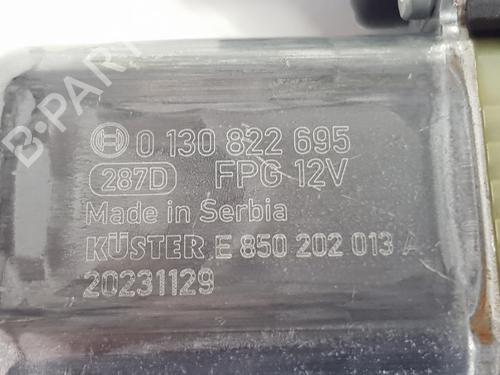 B-PARTS
0 130 822 695
287D FPG 12V
Made in Serbia
KÜSTER E 850 202 013 A
20231129